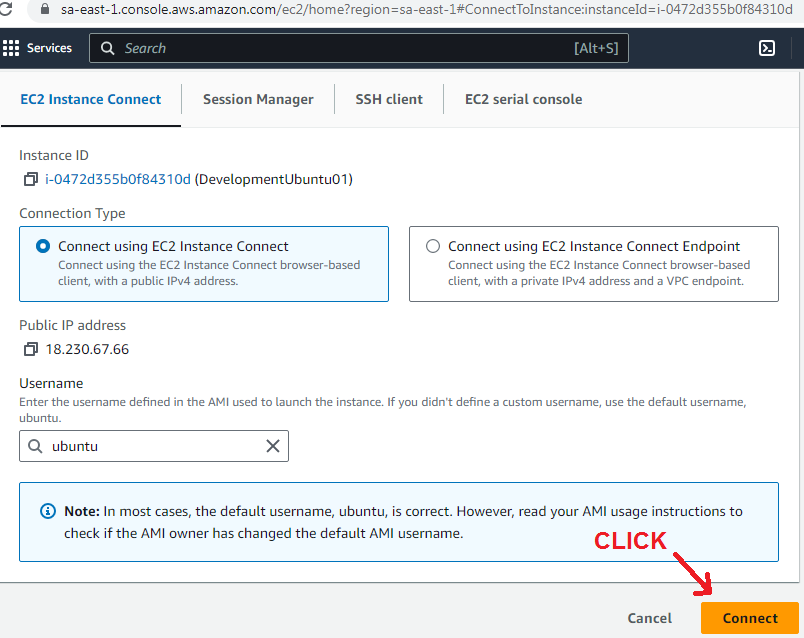 sa-east-1.console.aws.amazon.com/ec2/home?region=sa-east-1#ConnectToInstance:instanceId=i-0472d355b0f84310d
Services
Search
[Alt+S]
EC2 Instance Connect
Session Manager
SSH client
EC2 serial console
Instance ID
i-0472d355b0f84310d (DevelopmentUbuntu01)
Connection Type
Connect using EC2 Instance Connect
Connect using the EC2 Instance Connect browser-based
client, with a public IPv4 address.
Connect using EC2 Instance Connect Endpoint
Connect using the EC2 Instance Connect browser-based
client, with a private IPv4 address and a VPC endpoint.
Public IP address
18.230.67.66
Username
Enter the username defined in the AMI used to launch the instance. If you didn't define a custom username, use the default username,
ubuntu.
ubuntu
Note: In most cases, the default username, ubuntu, is correct. However, read your AMI usage instructions to
check if the AMI owner has changed the default AMI username.
CLICK
Cancel
Connect